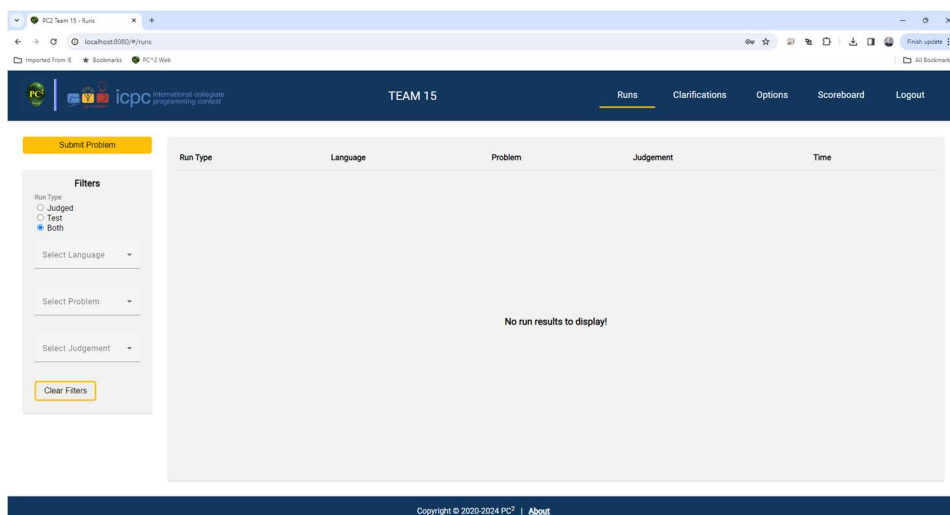 PC2 Team 15 - Runs
localhost:8080/#/runs
Finish update
Imported From IE Bookmarks PC^2 Web
All Bookmark
PC2 icpc international collegiate programming contest
TEAM 15
Runs Clarifications Options Scoreboard Logout
Submit Problem
Run Type Language Problem Judgement Time
Filters
Run Type
Judged
Test
Both
Select Language
Select Problem
No run results to display!
Select Judgement
Clear Filters
Copyright © 2020-2024 PC² | About